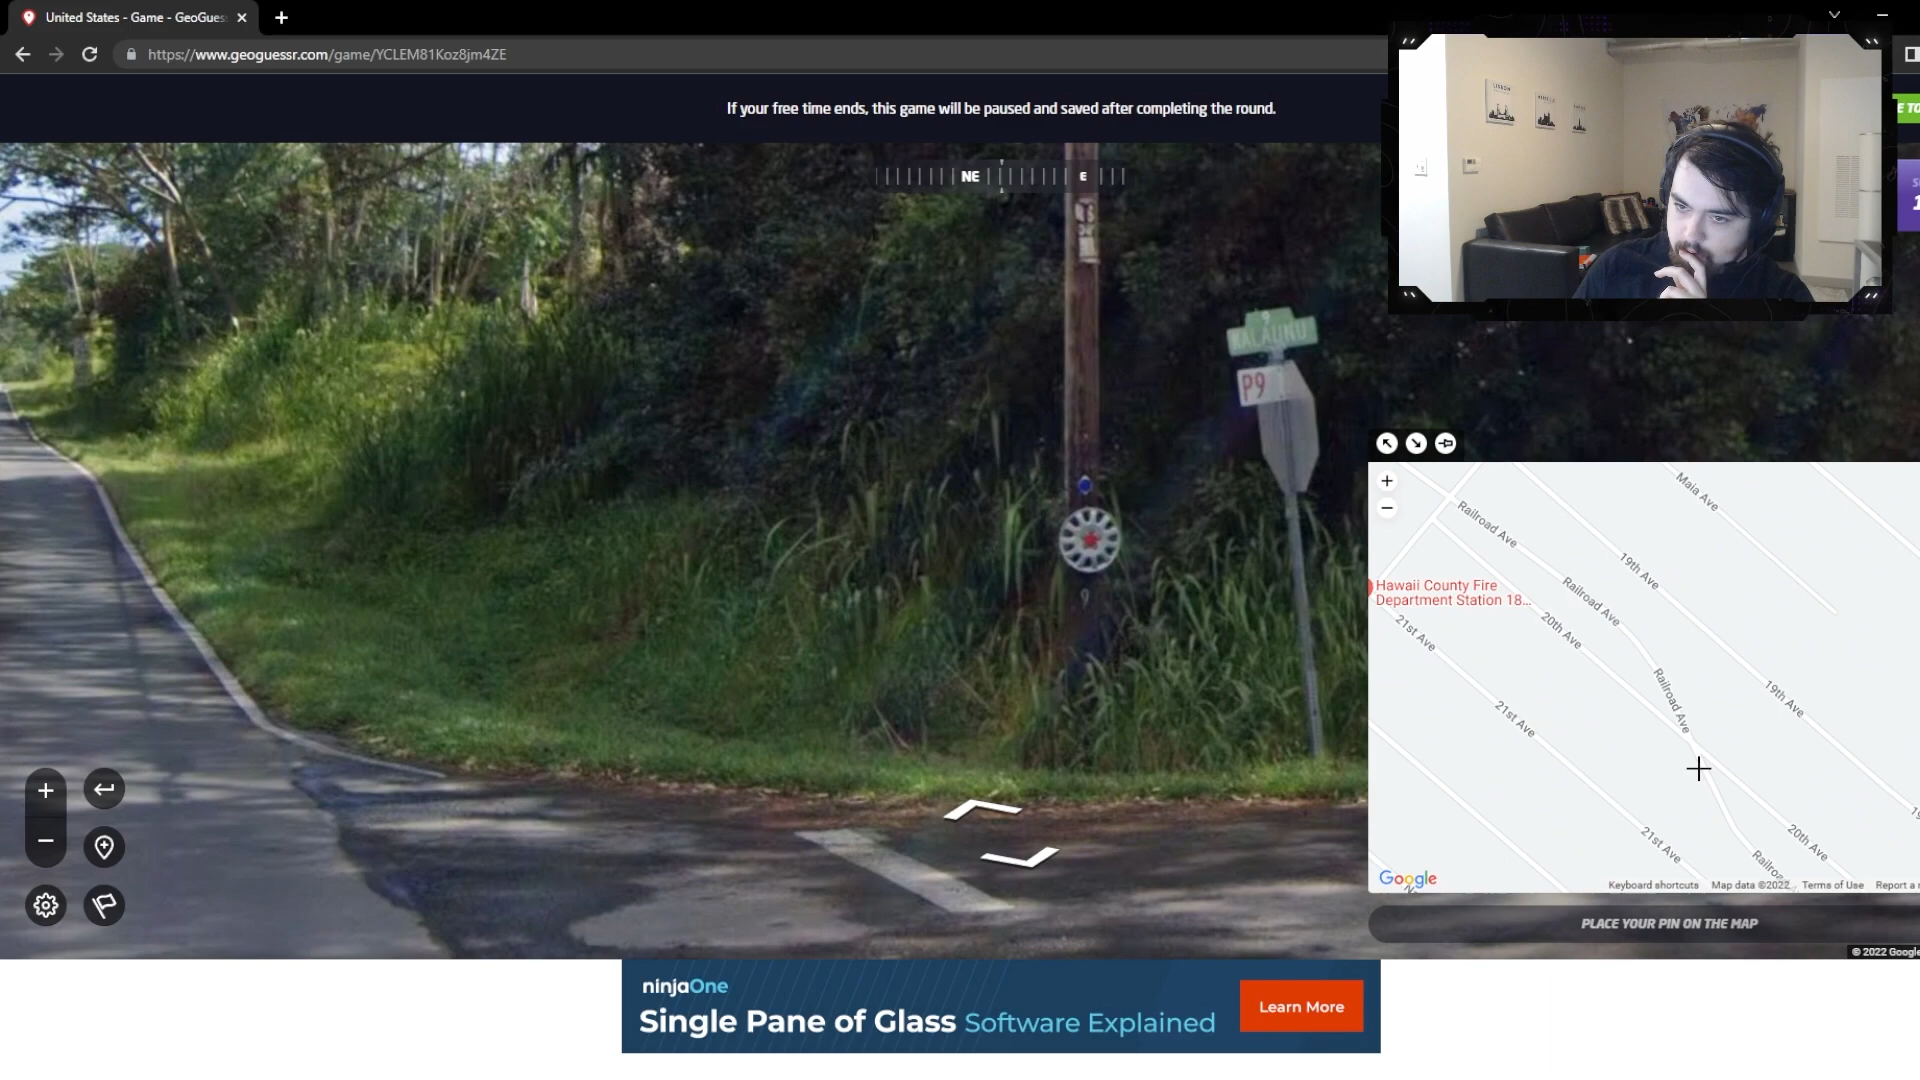 United States - Game - GeoGues
https://www.geoguessr.com/game/YCLEM81Koz8jm4ZE
If your free time ends, this game will be paused and saved after completing the round.
E TO
NE
E
P9
9
Maia Ave
Railroad Ave
19th Ave
Railroad Ave
Hawaii County Fire
Department Station 18...
20th Ave
21st Ave
Railroad Ave
19th Ave
21st Ave
20th Ave
21st Ave
Google
Keyboard shortcuts
Map data ©2022
Terms of Use
Report a
PLACE YOUR PIN ON THE MAP
© 2022 Google
ninjaOne
Single Pane of Glass Software Explained
Learn More